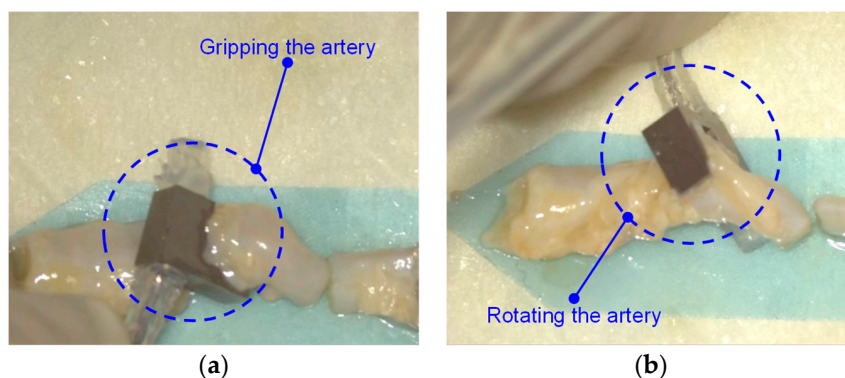 Gripping the artery
Rotating the artery
(a)
(b)